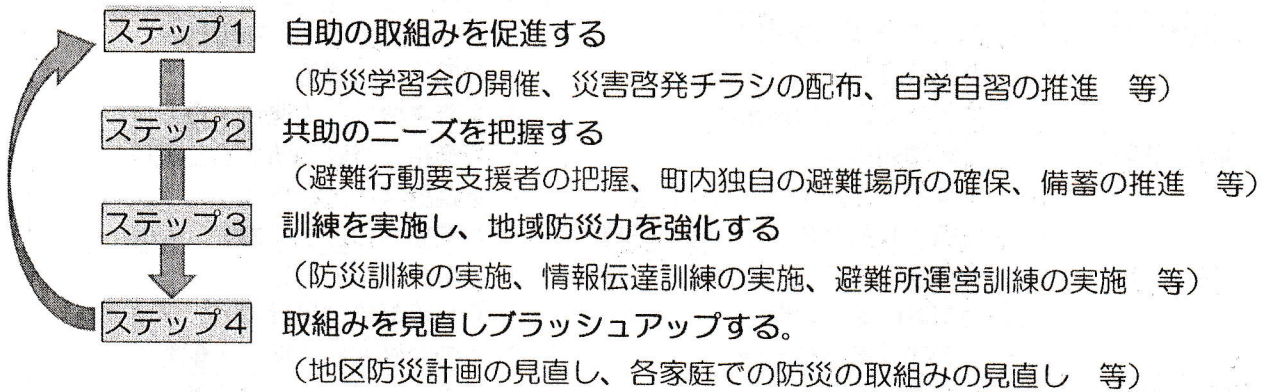 ステップ1 自助の取組みを促進する
（防災学習会の開催、災害啓発チラシの配布、自学自習の推進　等）
ステップ2 共助のニーズを把握する
（避難行動要支援者の把握、町内独自の避難場所の確保、備蓄の推進　等）
ステップ3 訓練を実施し、地域防災力を強化する
（防災訓練の実施、情報伝達訓練の実施、避難所運営訓練の実施　等）
ステップ4 取組みを見直しブラッシュアップする。
（地区防災計画の見直し、各家庭での防災の取組みの見直し　等）